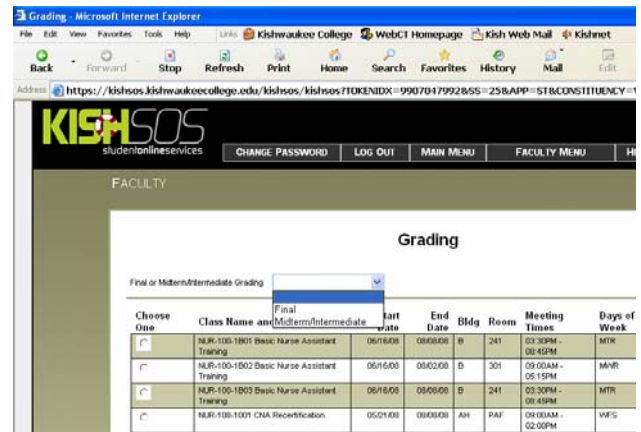 Grading - Microsoft Internet Explorer
File Edit View Favorites Tools Help Links Kishwaukee College WebCT Homepage Kish Web Mail Kishnet
Back Forward Stop Refresh Print Home Search Favorites History Mail Edit
Address https://kishsos.kishwaukeecollege.edu/kishsos/kishsos?TOKENIDX=9907047992&SS=25&APP=ST&CONSTITUENCY=
KISHSOS
studentonlineservices
CHANGE PASSWORD LOG OUT MAIN MENU FACULTY MENU
FACULTY
Grading
Final or Midterm/Intermediate Grading
Final
Midterm/Intermediate
Choose One Class Name an Start Date End Date Bldg Room Meeting Times Days of Week
NUR-100-1B01 Basic Nurse Assistant Training 06/16/08 08/08/08 B 241 03:30PM - 08:45PM MTR
NUR-100-1B02 Basic Nurse Assistant Training 06/16/08 08/02/08 B 301 09:00AM - 05:15PM MWR
NUR-100-1B03 Basic Nurse Assistant Training 06/16/08 08/08/08 B 241 03:30PM - 08:45PM MTR
NUR-148-1001 CNA Recertification 05/21/08 AH PAF 09:00AM - 02:00PM WFS